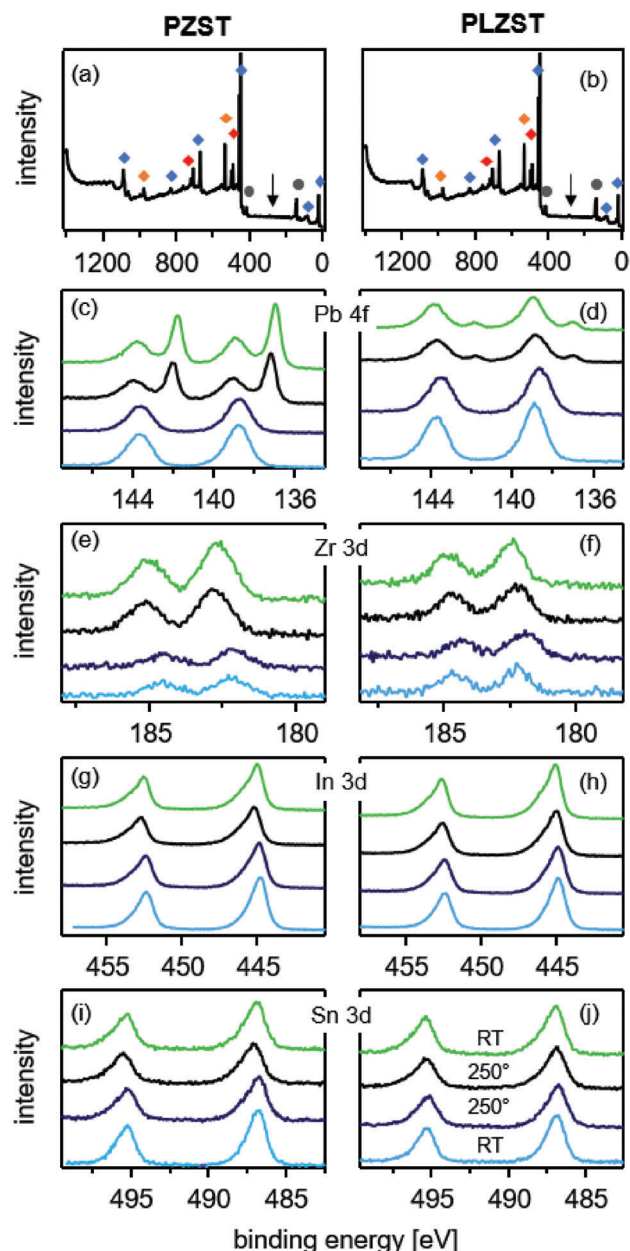 PZST PLZST
(a) (b)
intensity
1200 800 400 0 1200 800 400 0
(c) Pb 4f (d)
intensity
144 140 136 144 140 136
(e) Zr 3d (f)
intensity
185 180 185 180
(g) In 3d (h)
intensity
455 450 445 455 450 445
(i) Sn 3d (j)
intensity
RT
250°
250°
RT
495 490 485 495 490 485
binding energy [eV]